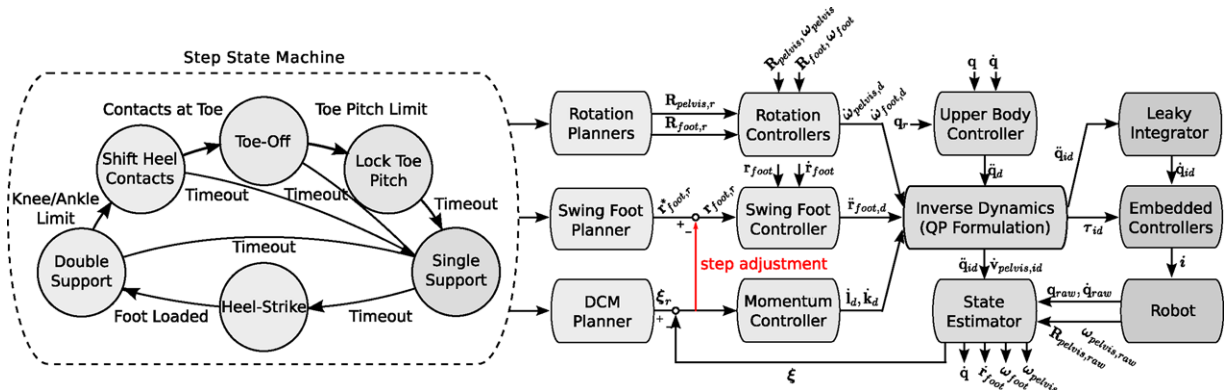 Step State Machine
Contacts at Toe
Toe Pitch Limit
Toe-Off
Shift Heel
Contacts
Lock Toe
Pitch
Timeout
Timeout
Timeout
Knee/Ankle
Limit
Timeout
Double
Support
Single
Support
Heel-Strike
Foot Loaded
Timeout
Rotation
Planners
R_pelvis,r
R_foot,r
R_pelvis, ω_pelvis
R_foot, ω_foot
Rotation
Controllers
ω̇_pelvis,d
ω̇_foot,d
q q̇
q_r
Upper Body
Controller
q̈_d
Leaky
Integrator
q̈_id
q̇_id
Swing Foot
Planner
r*_foot,r
r_foot,r
+ −
r_foot ṙ_foot
Swing Foot
Controller
r̈_foot,d
Inverse Dynamics
(QP Formulation)
τ_id
Embedded
Controllers
i
step adjustment
q̈_id v̇_pelvis,id
DCM
Planner
ξ_r
+ −
Momentum
Controller
l̇_d, k̇_d
State
Estimator
q_raw, q̇_raw
ω_pelvis,raw
R_pelvis,raw
Robot
ξ
q̇ ṙ_foot ω_foot ω_pelvis